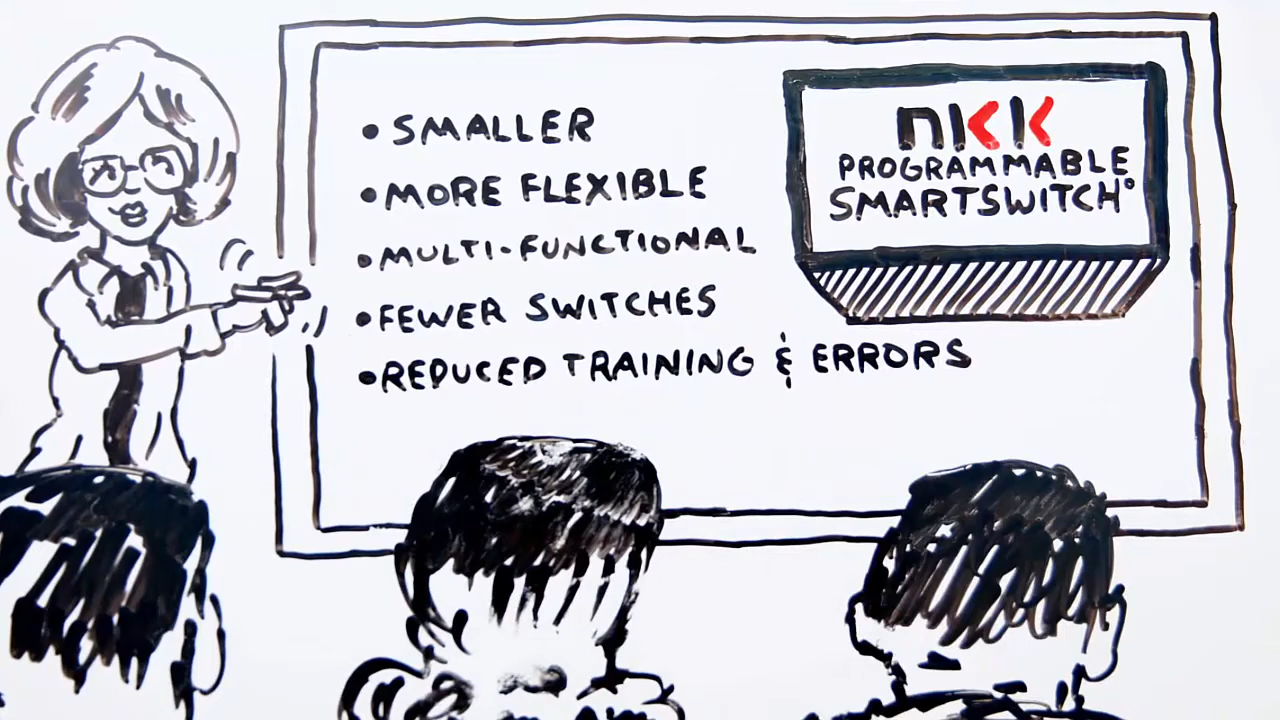 • SMALLER
• MORE FLEXIBLE
• MULTI-FUNCTIONAL
• FEWER SWITCHES
• REDUCED TRAINING & ERRORS
NKK
PROGRAMMABLE
SMARTSWITCH®